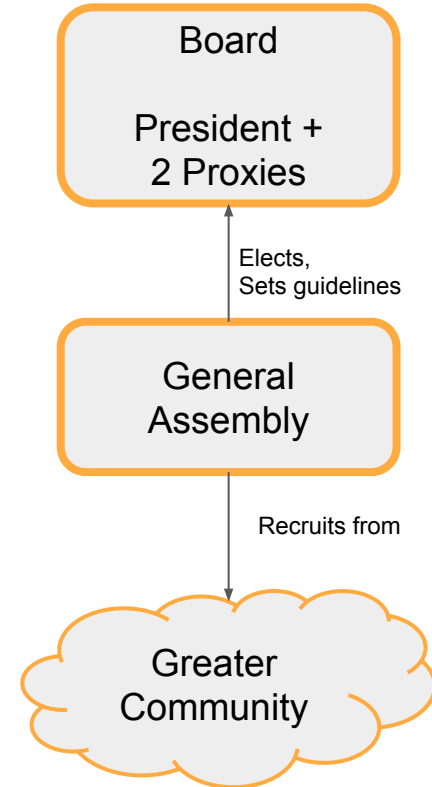 Board
President +
2 Proxies
Elects,
Sets guidelines
General
Assembly
Recruits from
Greater
Community